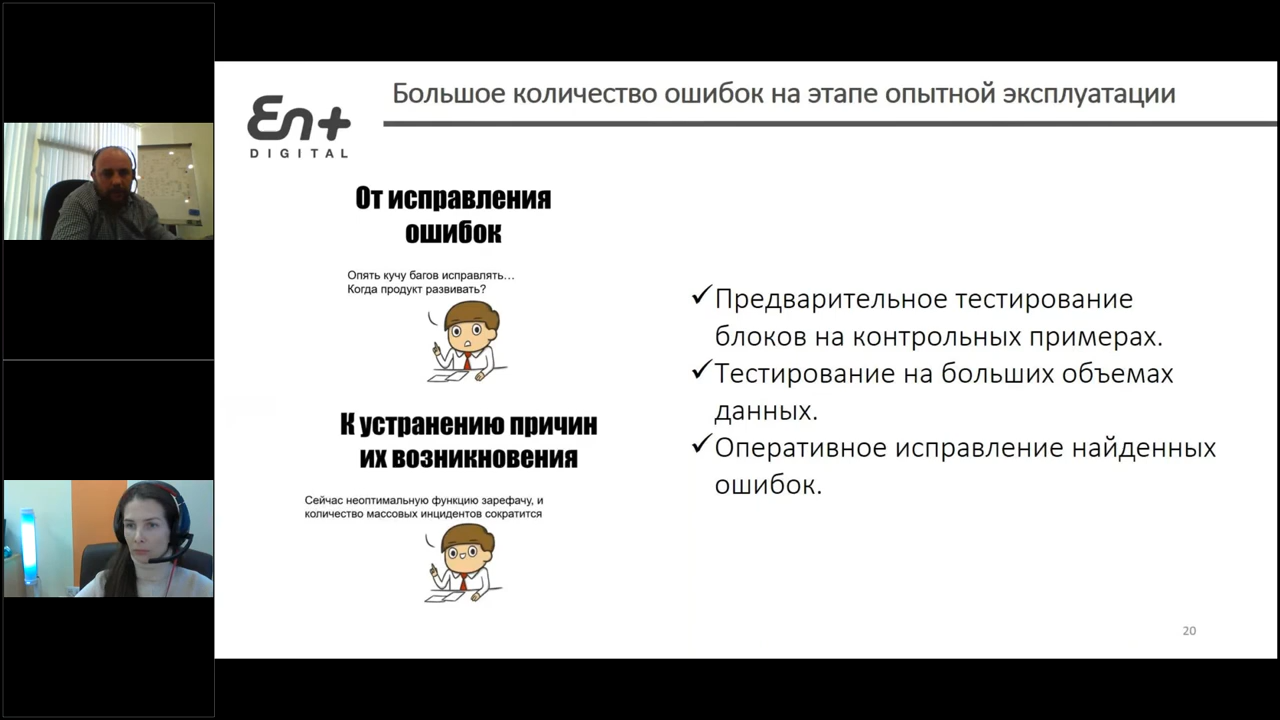 Большое количество ошибок на этапе опытной эксплуатации
En+
DIGITAL
От исправления
ошибок
Опять кучу багов исправлять...
Когда продукт развивать?
К устранению причин
их возникновения
Сейчас неоптимальную функцию зарефачу, и
количество массовых инцидентов сократится
Предварительное тестирование
блоков на контрольных примерах.
Тестирование на больших объемах
данных.
Оперативное исправление найденных
ошибок.
20